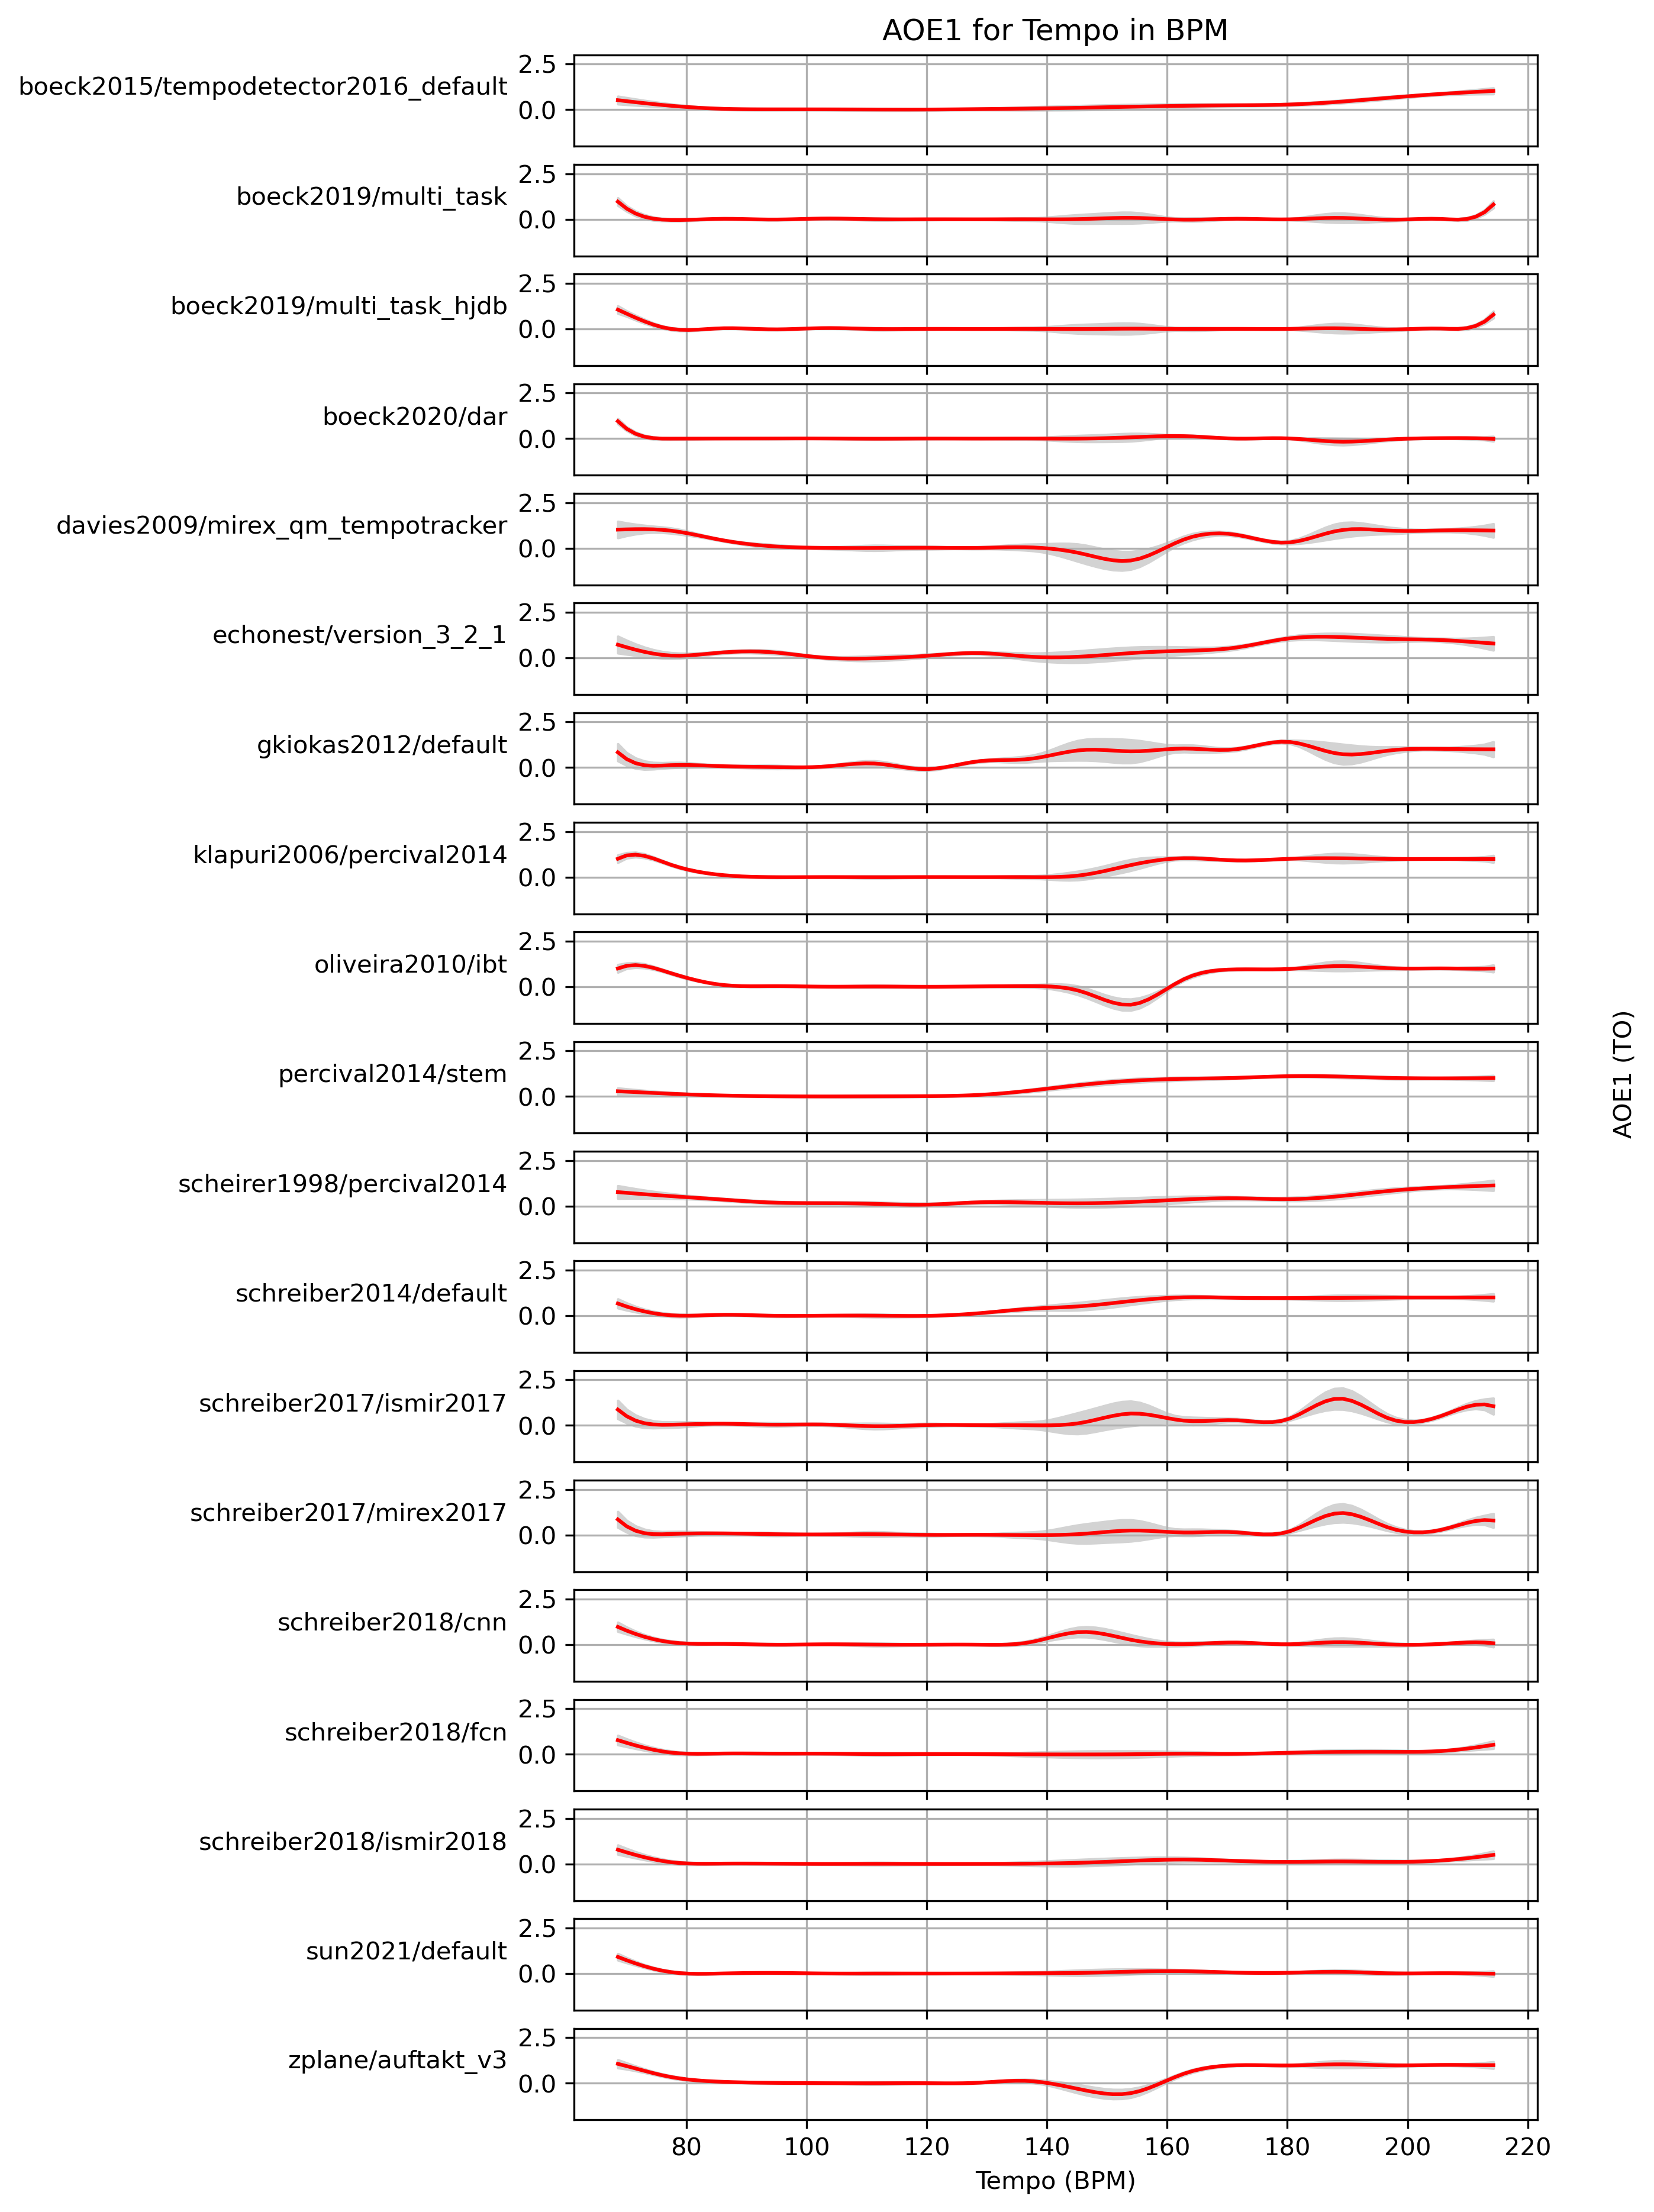 AOE1 for Tempo in BPM
boeck2015/tempodetector2016_default
2.5
0.0
boeck2019/multi_task
2.5
0.0
boeck2019/multi_task_hjdb
2.5
0.0
boeck2020/dar
2.5
0.0
davies2009/mirex_qm_tempotracker
2.5
0.0
echonest/version_3_2_1
2.5
0.0
gkiokas2012/default
2.5
0.0
klapuri2006/percival2014
2.5
0.0
oliveira2010/ibt
2.5
0.0
percival2014/stem
2.5
0.0
scheirer1998/percival2014
2.5
0.0
schreiber2014/default
2.5
0.0
schreiber2017/ismir2017
2.5
0.0
schreiber2017/mirex2017
2.5
0.0
schreiber2018/cnn
2.5
0.0
schreiber2018/fcn
2.5
0.0
schreiber2018/ismir2018
2.5
0.0
sun2021/default
2.5
0.0
zplane/auftakt_v3
2.5
0.0
80 100 120 140 160 180 200 220
Tempo (BPM)
AOE1 (TO)